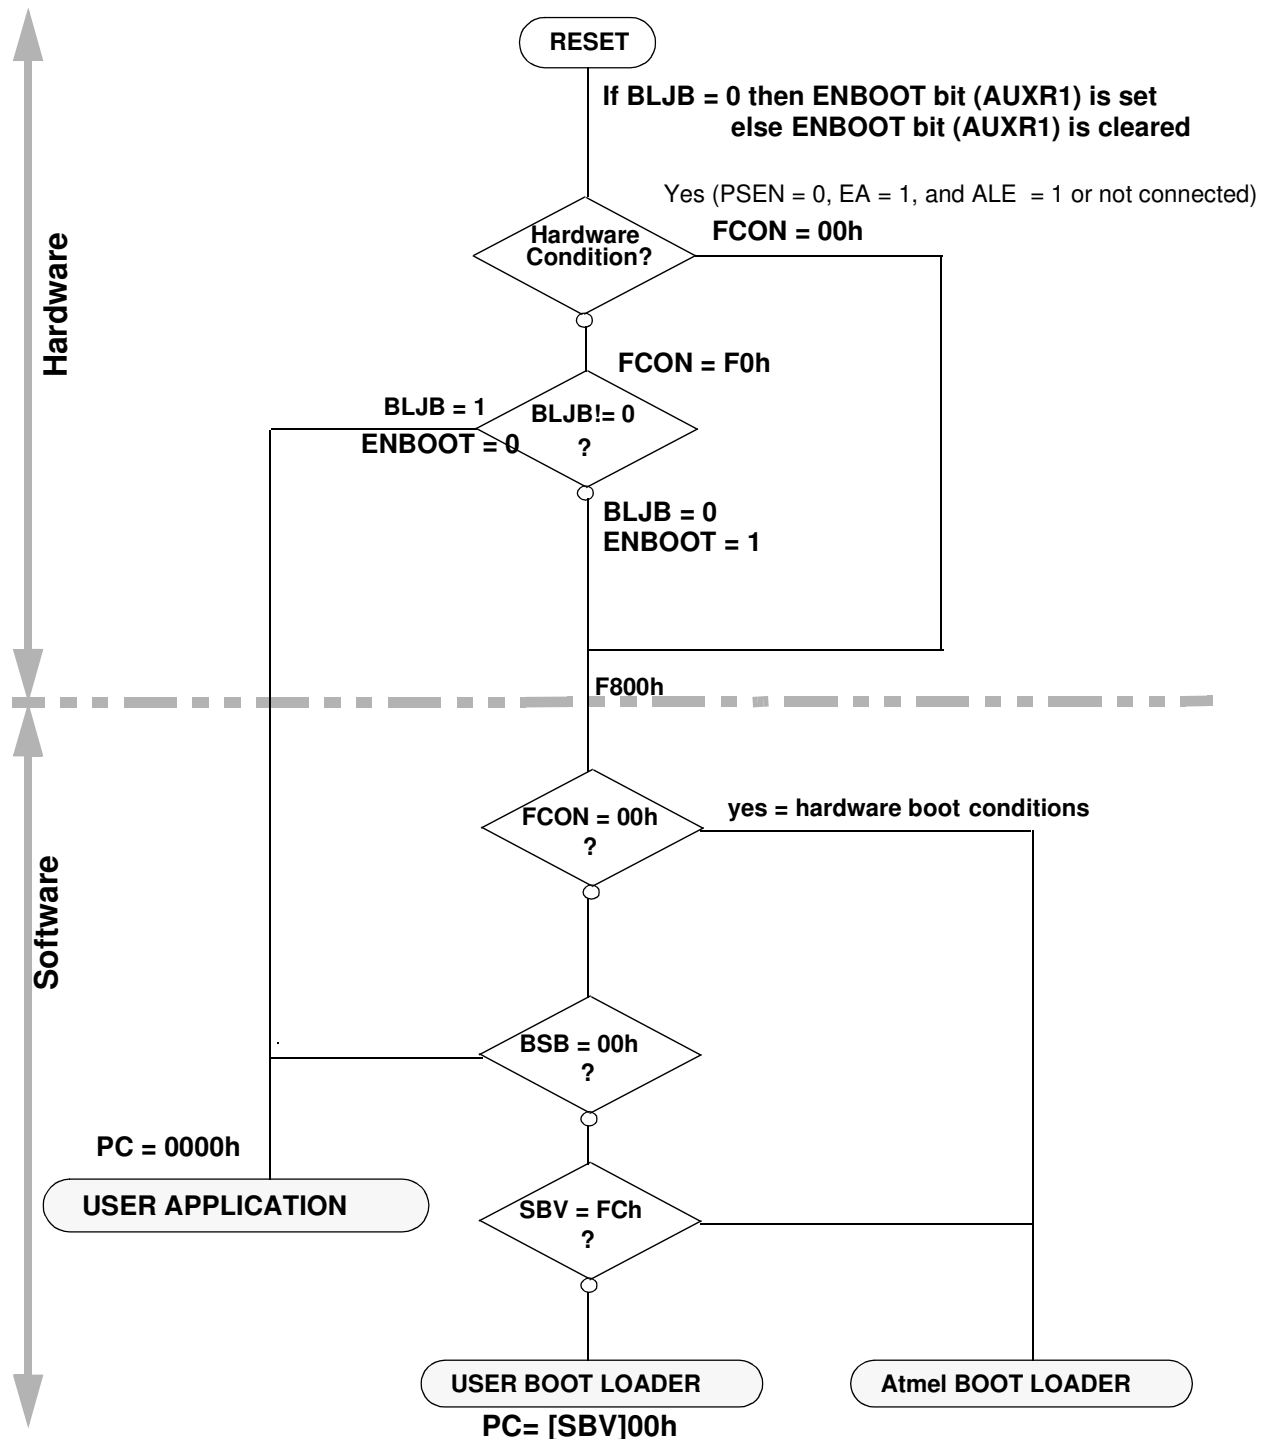 RESET
If BLJB = 0 then ENBOOT bit (AUXR1) is set
else ENBOOT bit (AUXR1) is cleared
Yes (PSEN = 0, EA = 1, and ALE = 1 or not connected)
FCON = 00h
Hardware
Condition?
Hardware
FCON = F0h
BLJB = 1
ENBOOT = 0
BLJB!= 0
?
BLJB = 0
ENBOOT = 1
F800h
FCON = 00h
?
yes = hardware boot conditions
Software
BSB = 00h
?
PC = 0000h
USER APPLICATION
SBV = FCh
?
USER BOOT LOADER
PC= [SBV]00h
Atmel BOOT LOADER